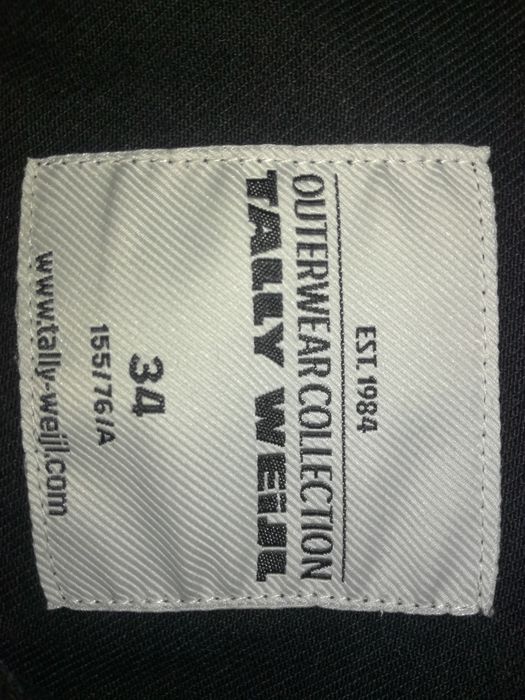 EST. 1984
OUTERWEAR COLLECTION
TALLY WEiJL
34
155/76/A
www.tally-weijl.com